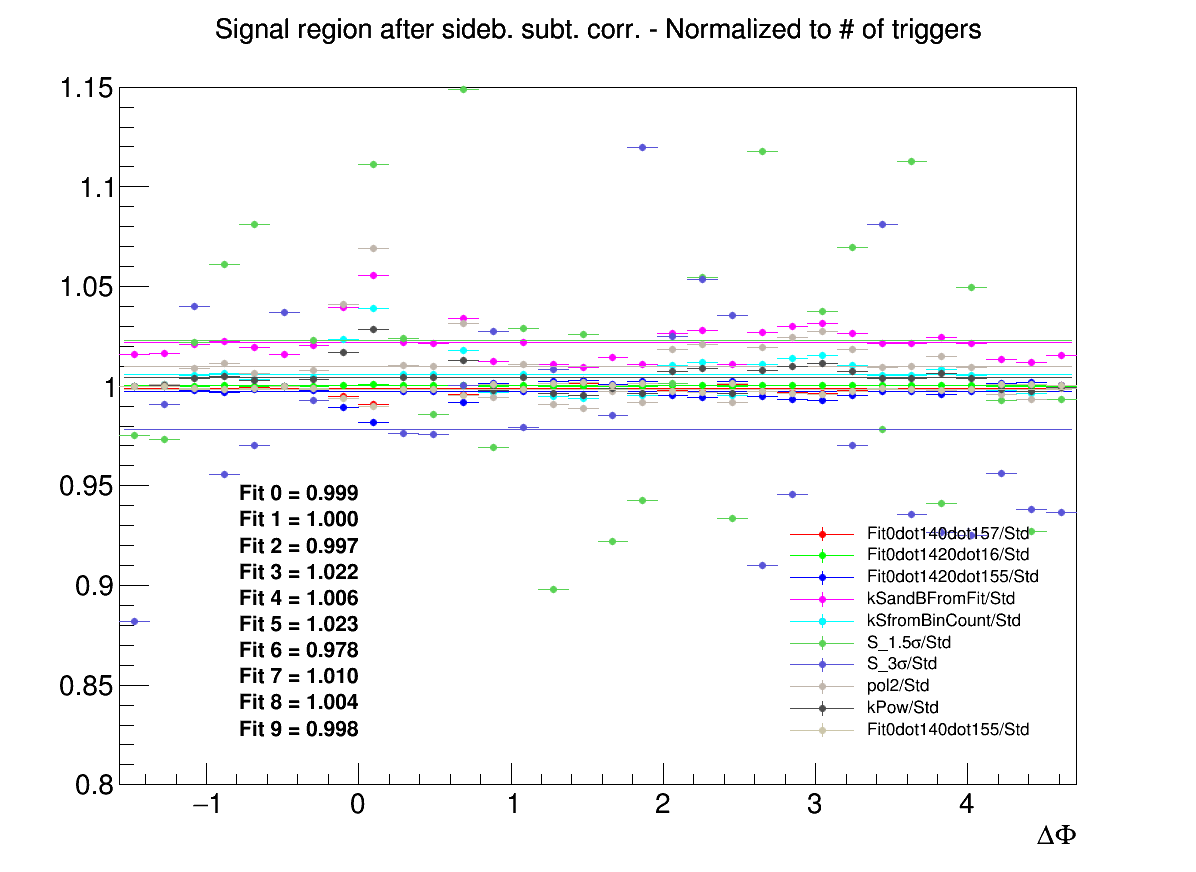 Signal region after sideb. subt. corr. - Normalized to # of triggers
1.15
1.1
1.05
1
0.95
0.9
0.85
0.8
Fit 0 = 0.999
Fit 1 = 1.000
Fit 2 = 0.997
Fit 3 = 1.022
Fit 4 = 1.006
Fit 5 = 1.023
Fit 6 = 0.978
Fit 7 = 1.010
Fit 8 = 1.004
Fit 9 = 0.998
Fit0dot140dot157/Std
Fit0dot1420dot16/Std
Fit0dot1420dot155/Std
kSandBFromFit/Std
kSfromBinCount/Std
S_1.5σ/Std
S_3σ/Std
pol2/Std
kPow/Std
Fit0dot140dot155/Std
−1 0 1 2 3 4
ΔΦ